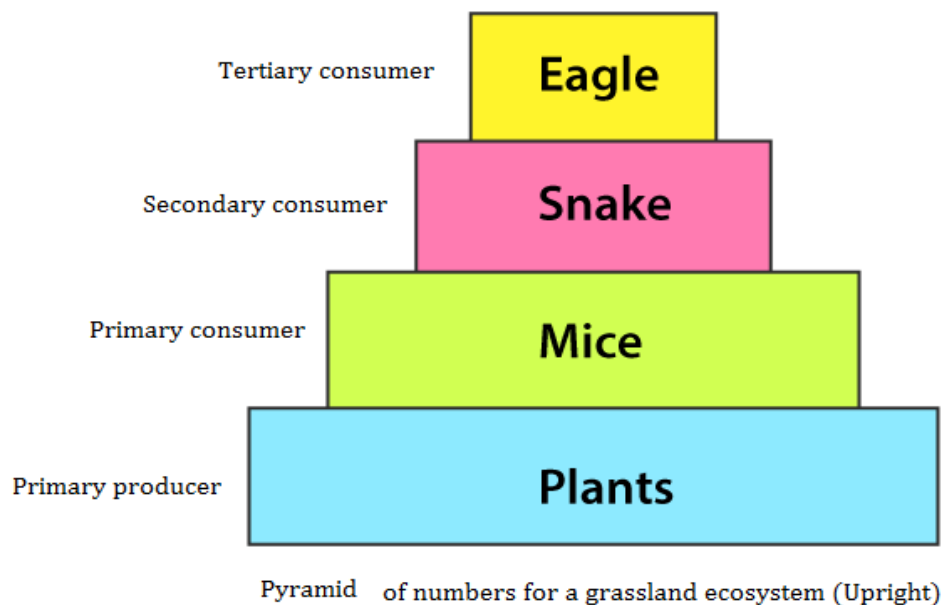 Tertiary consumer Eagle
Secondary consumer Snake
Primary consumer Mice
Primary producer Plants
Pyramid of numbers for a grassland ecosystem (Upright)